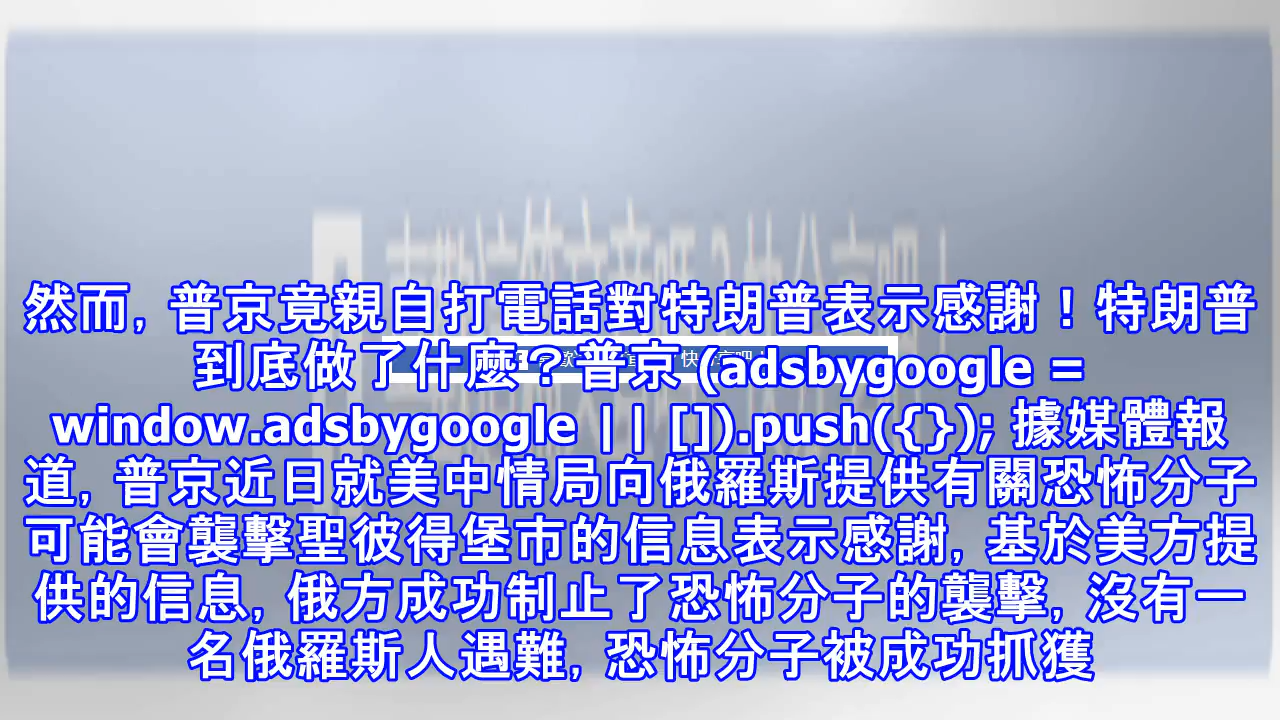 然而, 普京竟親自打電話對特朗普表示感謝！特朗普
到底做了什麼？普京 (adsbygoogle =
window.adsbygoogle || []).push({}); 據媒體報
道, 普京近日就美中情局向俄羅斯提供有關恐怖分子
可能會襲擊聖彼得堡市的信息表示感謝, 基於美方提
供的信息, 俄方成功制止了恐怖分子的襲擊, 沒有一
名俄羅斯人遇難, 恐怖分子被成功抓獲